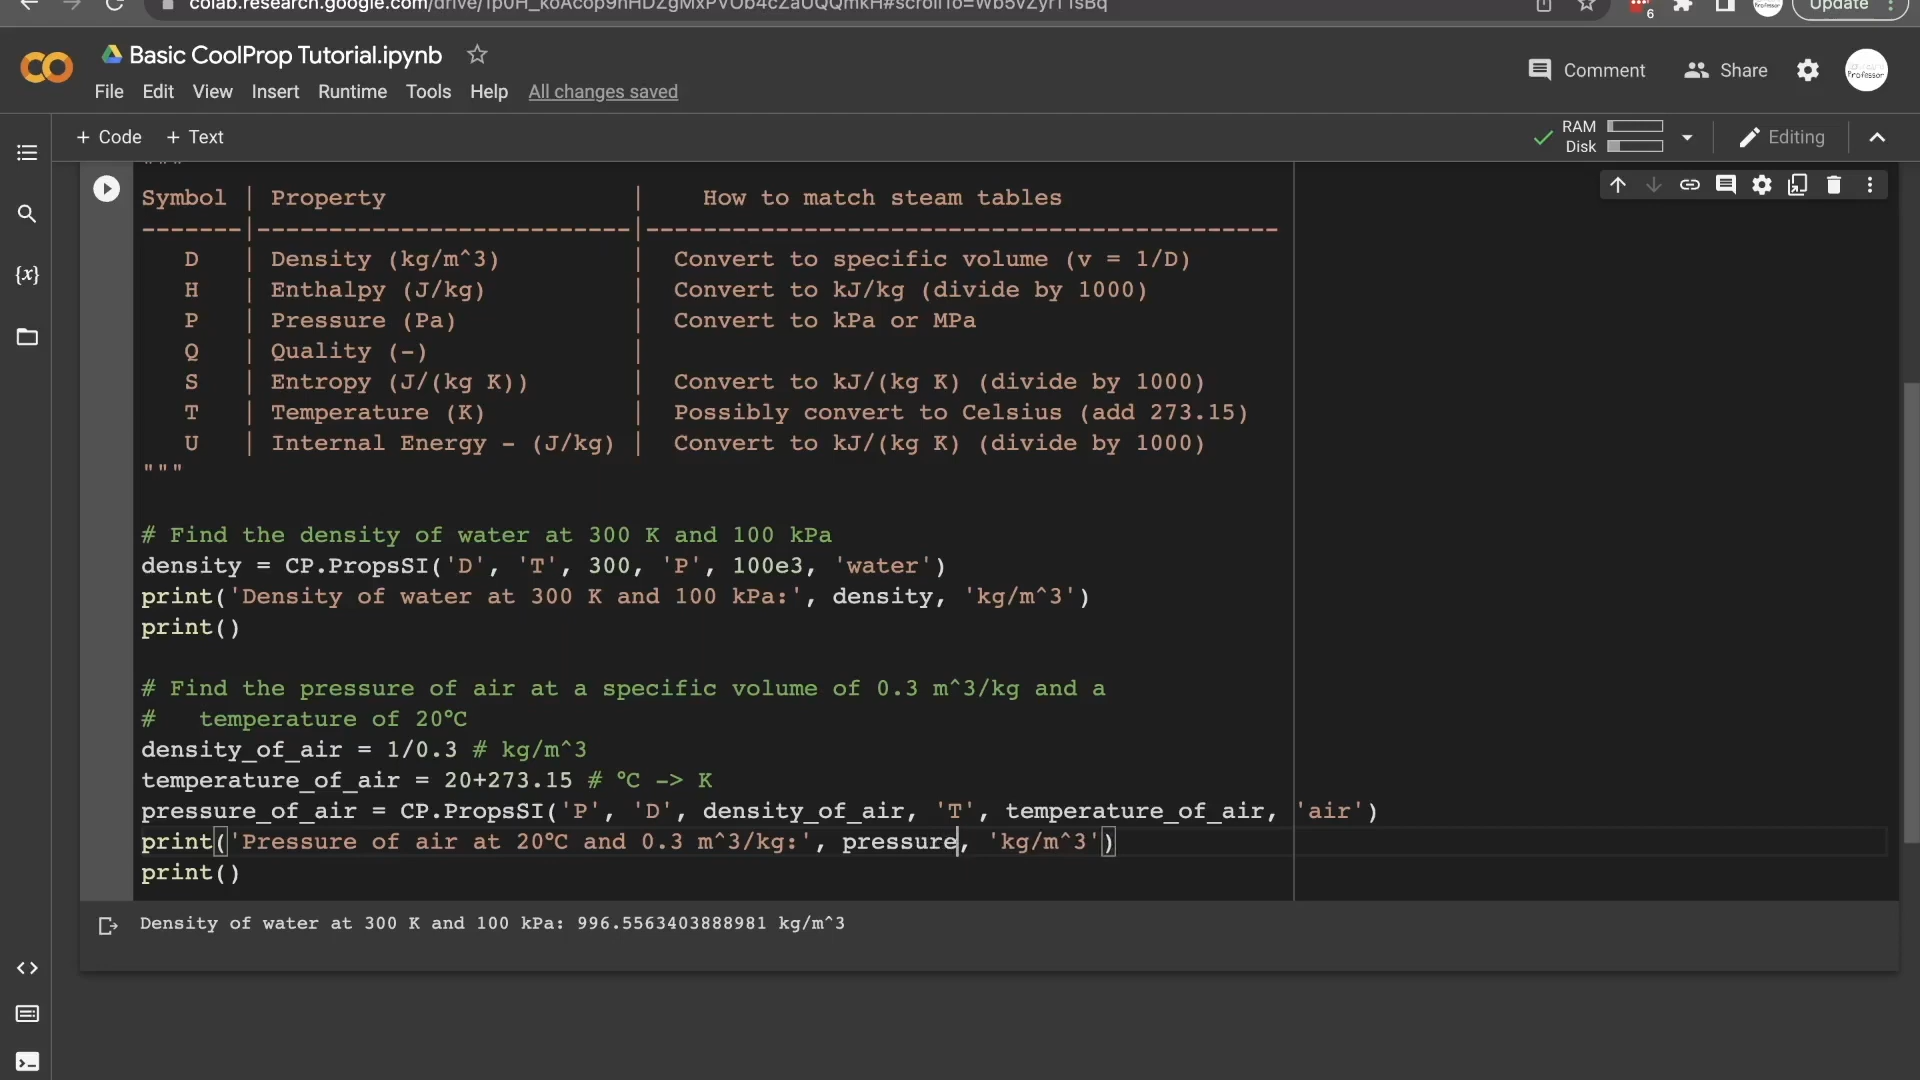 Update
6
Basic CoolProp Tutorial.ipynb
Comment
Share
Professor
File Edit View Insert Runtime Tools Help All changes saved
+ Code + Text
RAM
Disk
Editing
Symbol | Property | How to match steam tables
-------|--------------------------|--------------------------------------------
D | Density (kg/m^3) | Convert to specific volume (v = 1/D)
H | Enthalpy (J/kg) | Convert to kJ/kg (divide by 1000)
P | Pressure (Pa) | Convert to kPa or MPa
Q | Quality (-) |
S | Entropy (J/(kg K)) | Convert to kJ/(kg K) (divide by 1000)
T | Temperature (K) | Possibly convert to Celsius (add 273.15)
U | Internal Energy - (J/kg) | Convert to kJ/(kg K) (divide by 1000)
"""
# Find the density of water at 300 K and 100 kPa
density = CP.PropsSI('D', 'T', 300, 'P', 100e3, 'water')
print('Density of water at 300 K and 100 kPa:', density, 'kg/m^3')
print()
# Find the pressure of air at a specific volume of 0.3 m^3/kg and a
#   temperature of 20°C
density_of_air = 1/0.3 # kg/m^3
temperature_of_air = 20+273.15 # °C -> K
pressure_of_air = CP.PropsSI('P', 'D', density_of_air, 'T', temperature_of_air, 'air')
print('Pressure of air at 20°C and 0.3 m^3/kg:', pressure, 'kg/m^3')
print()
Density of water at 300 K and 100 kPa: 996.5563403888981 kg/m^3